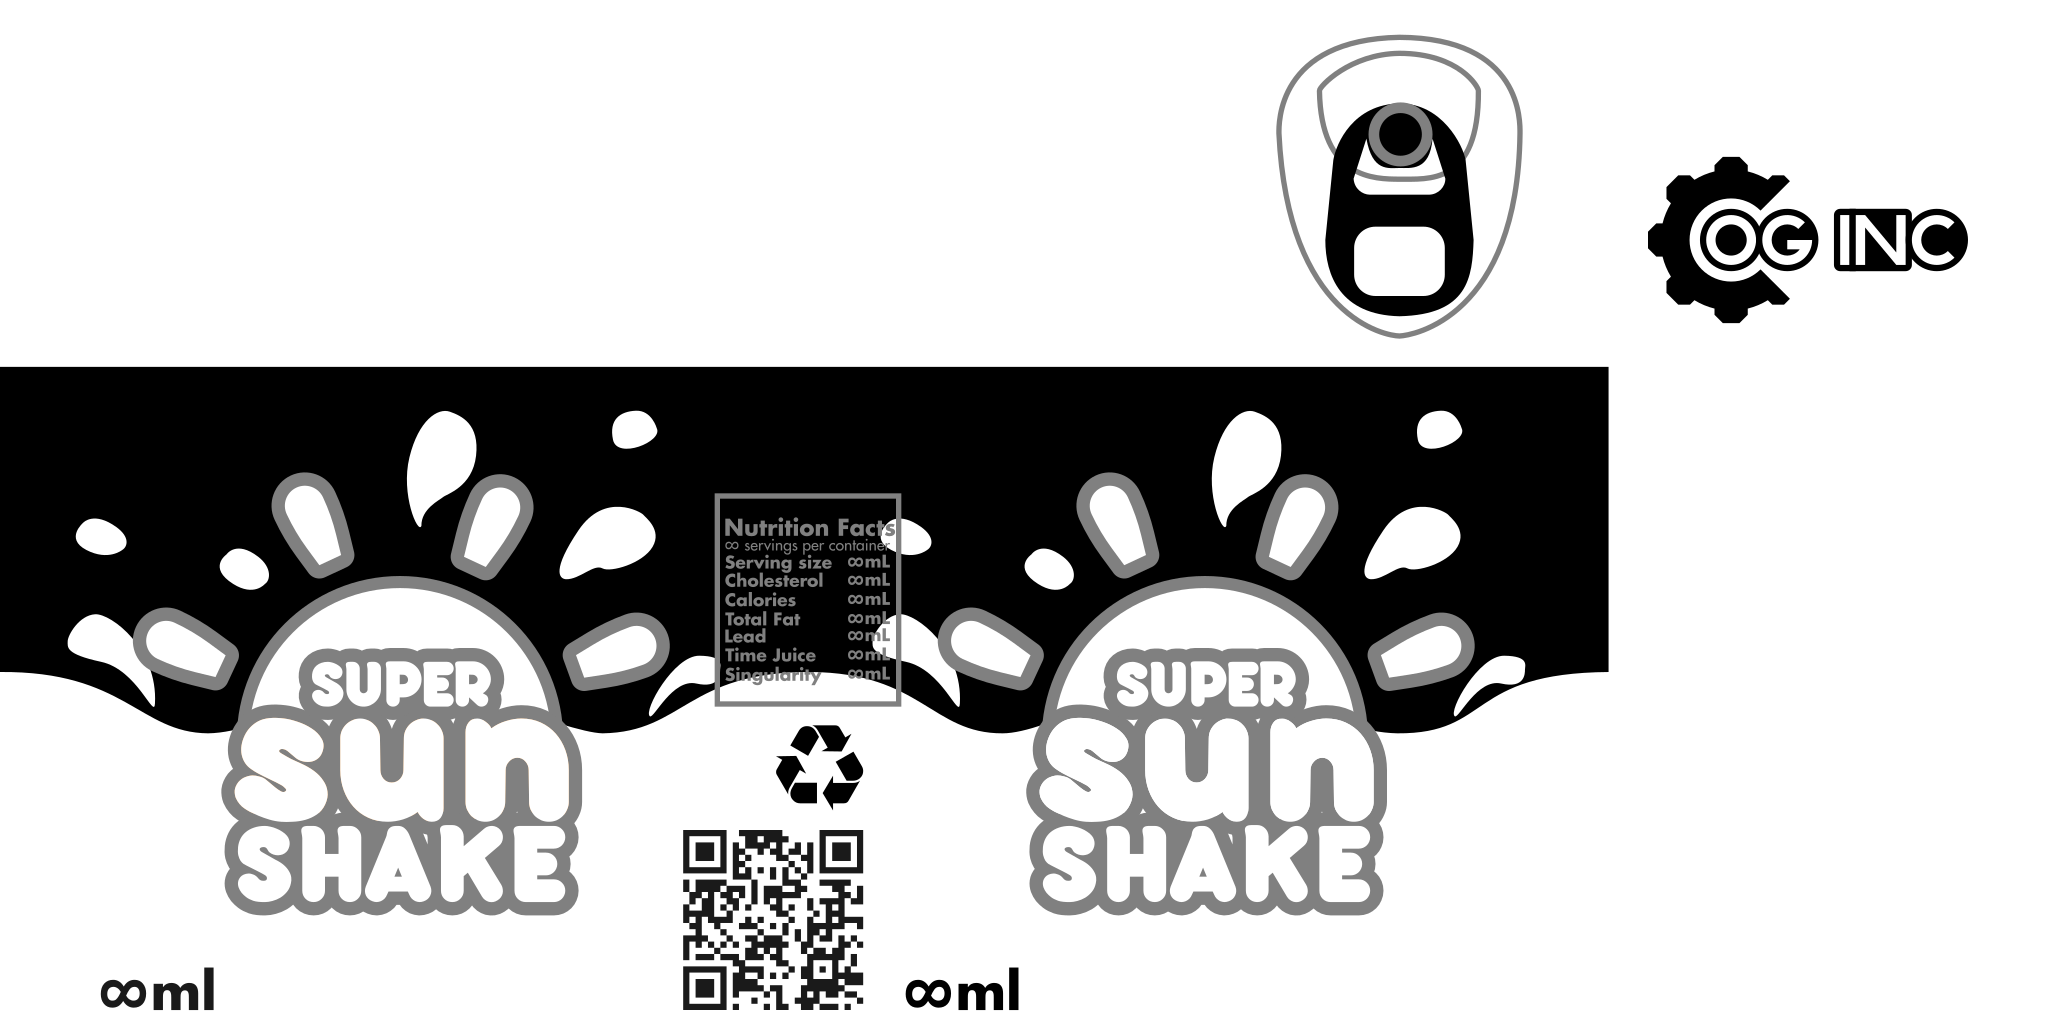 OG INC
SUPER
sun
SHAKE
∞ml
Nutrition Facts
∞ servings per container
Serving size ∞mL
Cholesterol ∞mL
Calories ∞mL
Total Fat ∞mL
Lead ∞mL
Time Juice ∞mL
Singularity ∞mL
SUPER
sun
SHAKE
∞ml